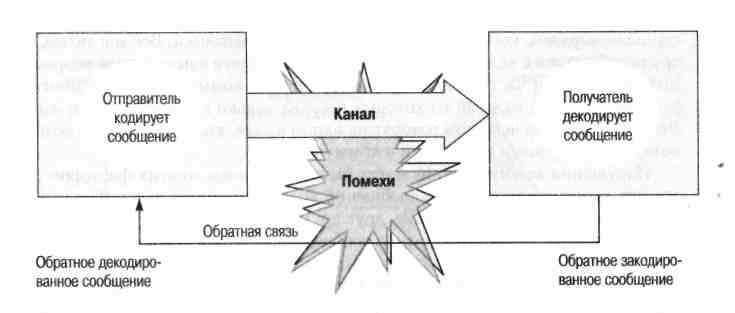 Отправитель
кодирует
сообщение
Канал
Получатель
декодирует
сообщение
Помехи
Обратная связь
Обратное декодиро-
ванное сообщение
Обратное закодиро-
ванное сообщение